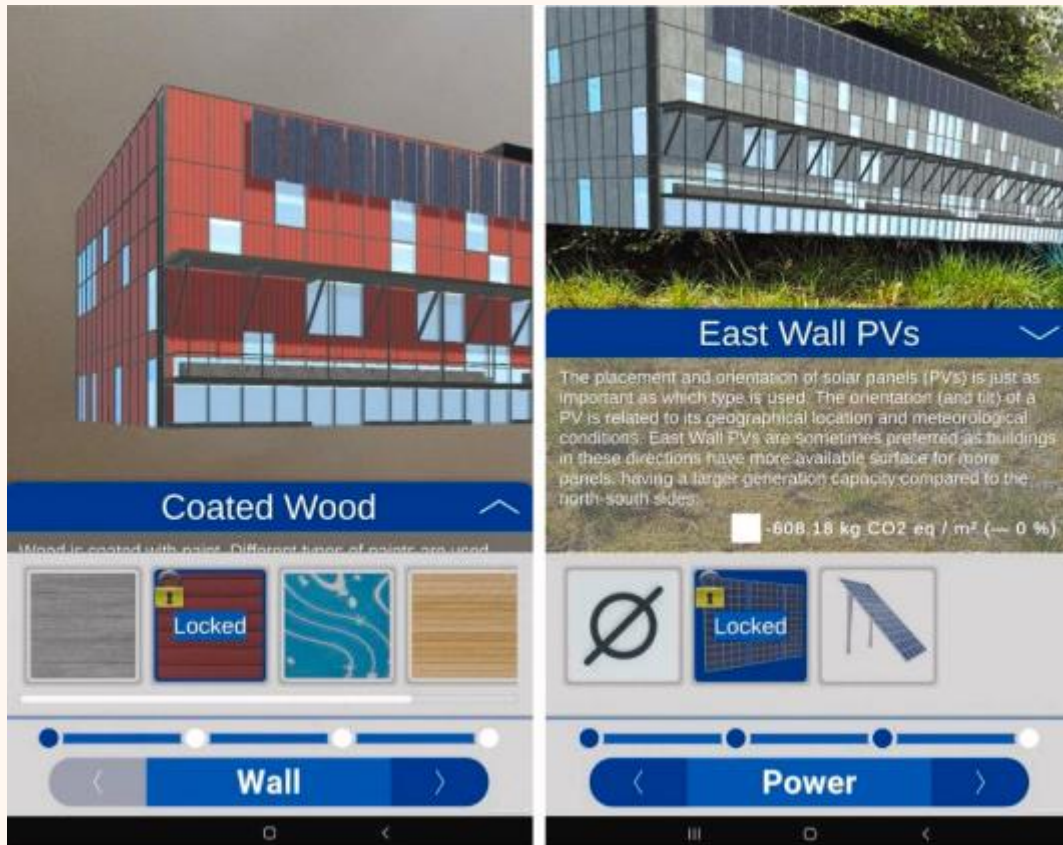 Coated Wood
Wood is coated with paint. Different types of paints are used
Locked
Wall
East Wall PVs
The placement and orientation of solar panels (PVs) is just as
important as which type is used. The orientation (and tilt) of a
PV is related to its geographical location and meteorological
conditions. East Wall PVs are sometimes preferred as buildings
in these directions have more available surface for more
panels, having a larger generation capacity compared to the
north-south sides.
-608.18 kg CO2 eq / m² (— 0 %)
Locked
Power